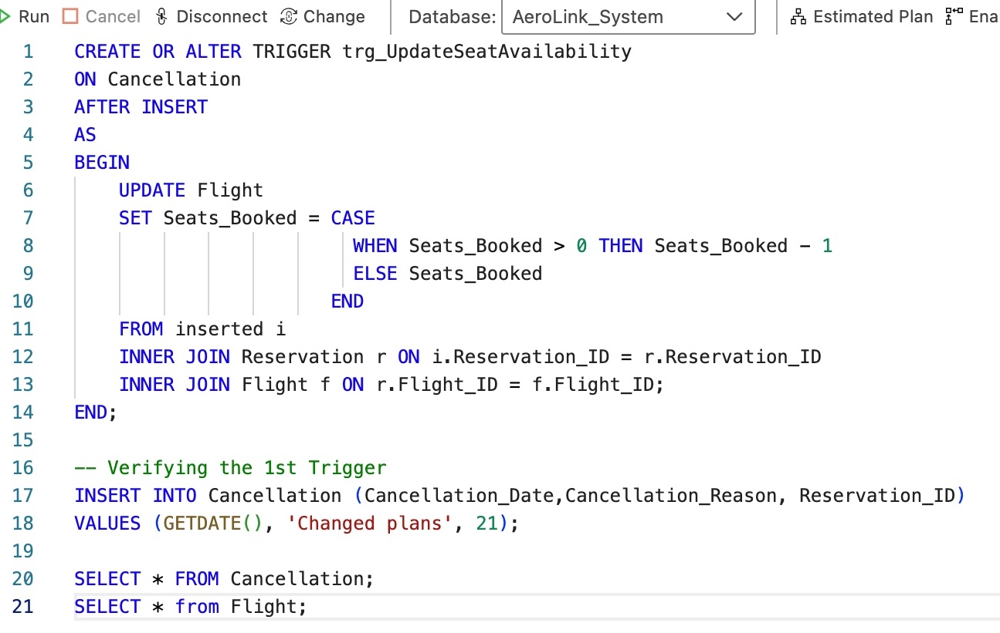 Run Cancel Disconnect Change Database: AeroLink_System Estimated Plan Ena
1 CREATE OR ALTER TRIGGER trg_UpdateSeatAvailability
2 ON Cancellation
3 AFTER INSERT
4 AS
5 BEGIN
6 UPDATE Flight
7 SET Seats_Booked = CASE
8 WHEN Seats_Booked > 0 THEN Seats_Booked - 1
9 ELSE Seats_Booked
10 END
11 FROM inserted i
12 INNER JOIN Reservation r ON i.Reservation_ID = r.Reservation_ID
13 INNER JOIN Flight f ON r.Flight_ID = f.Flight_ID;
14 END;
15
16 -- Verifying the 1st Trigger
17 INSERT INTO Cancellation (Cancellation_Date,Cancellation_Reason, Reservation_ID)
18 VALUES (GETDATE(), 'Changed plans', 21);
19
20 SELECT * FROM Cancellation;
21 SELECT * from Flight;